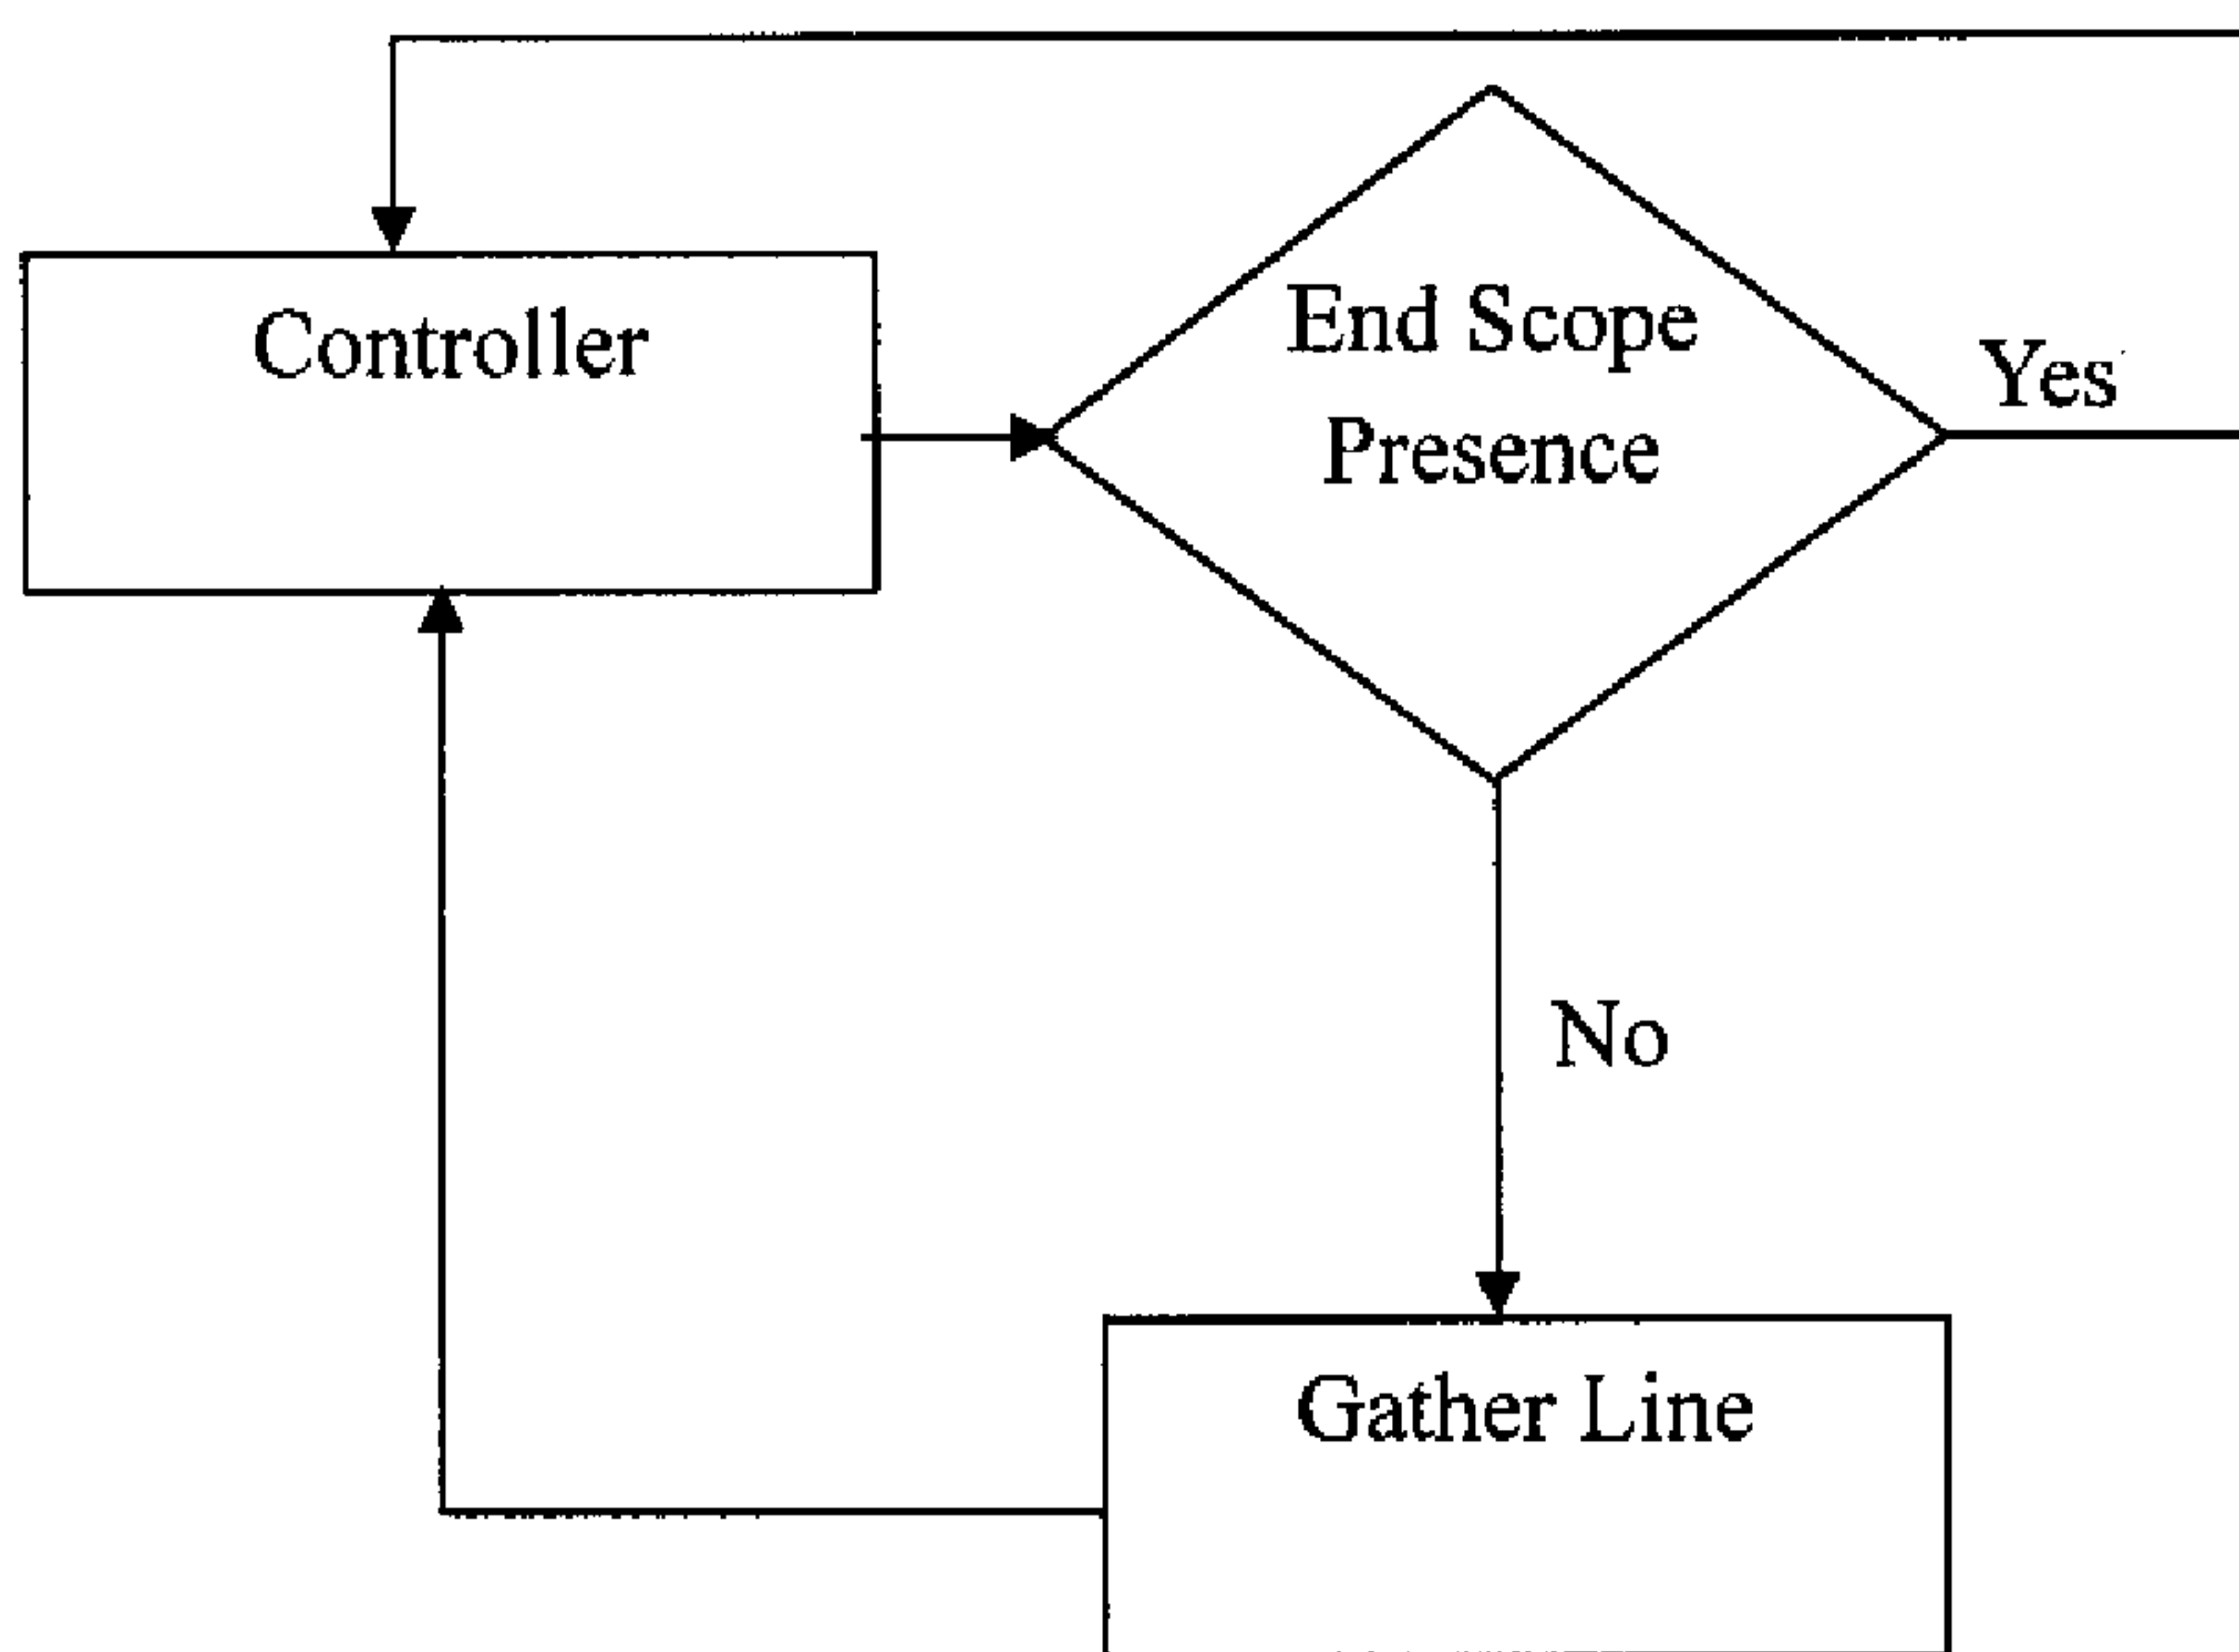 Controller
End Scope
Presence
Yes
No
Gather Line